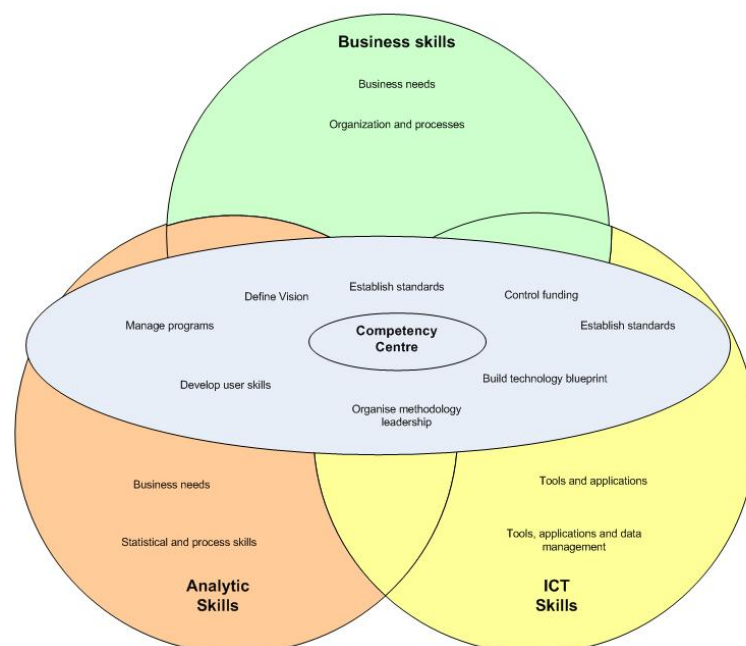 Business skills
Business needs
Organization and processes
Define Vision
Establish standards
Control funding
Manage programs
Competency
Centre
Establish standards
Develop user skills
Build technology blueprint
Organise methodology
leadership
Business needs
Tools and applications
Statistical and process skills
Tools, applications and data
management
Analytic
Skills
ICT
Skills